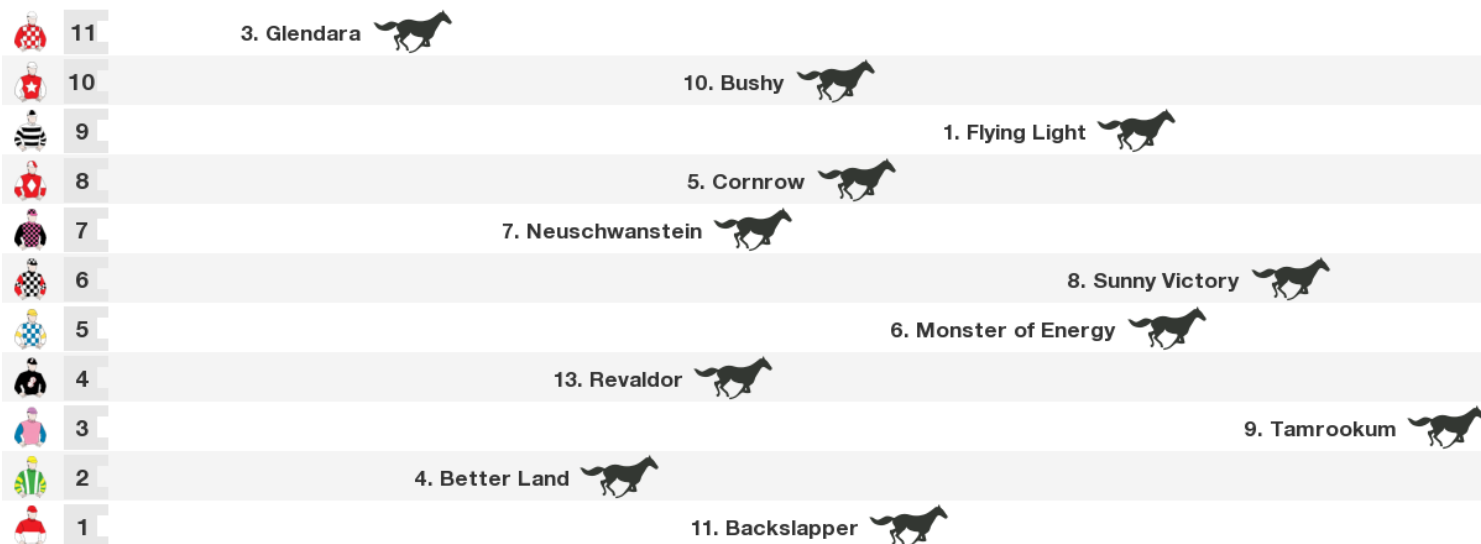 11 3. Glendara
10 10. Bushy
9 1. Flying Light
8 5. Cornrow
7 7. Neuschwanstein
6 8. Sunny Victory
5 6. Monster of Energy
4 13. Revaldor
3 9. Tamrookum
2 4. Better Land
1 11. Backslapper